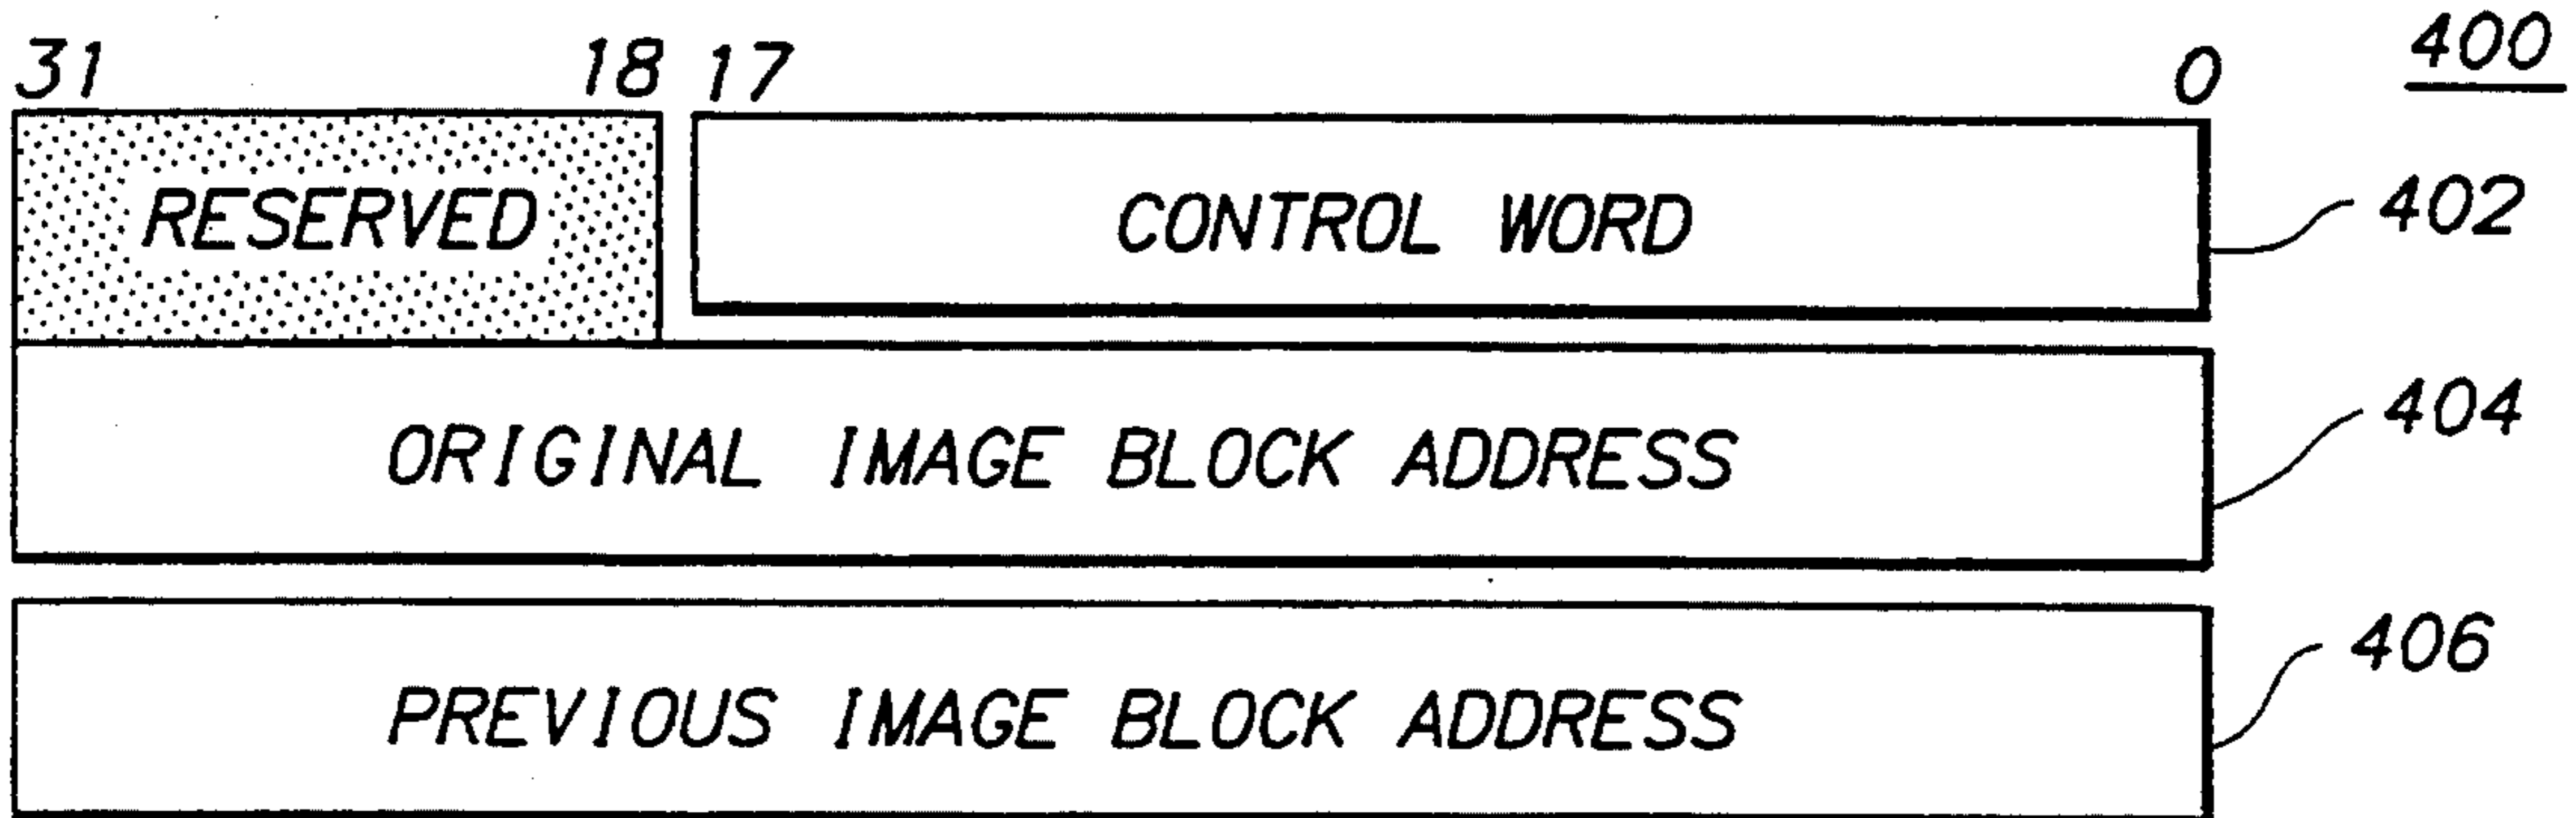 31 18 17 0 400
RESERVED CONTROL WORD 402
ORIGINAL IMAGE BLOCK ADDRESS 404
PREVIOUS IMAGE BLOCK ADDRESS 406